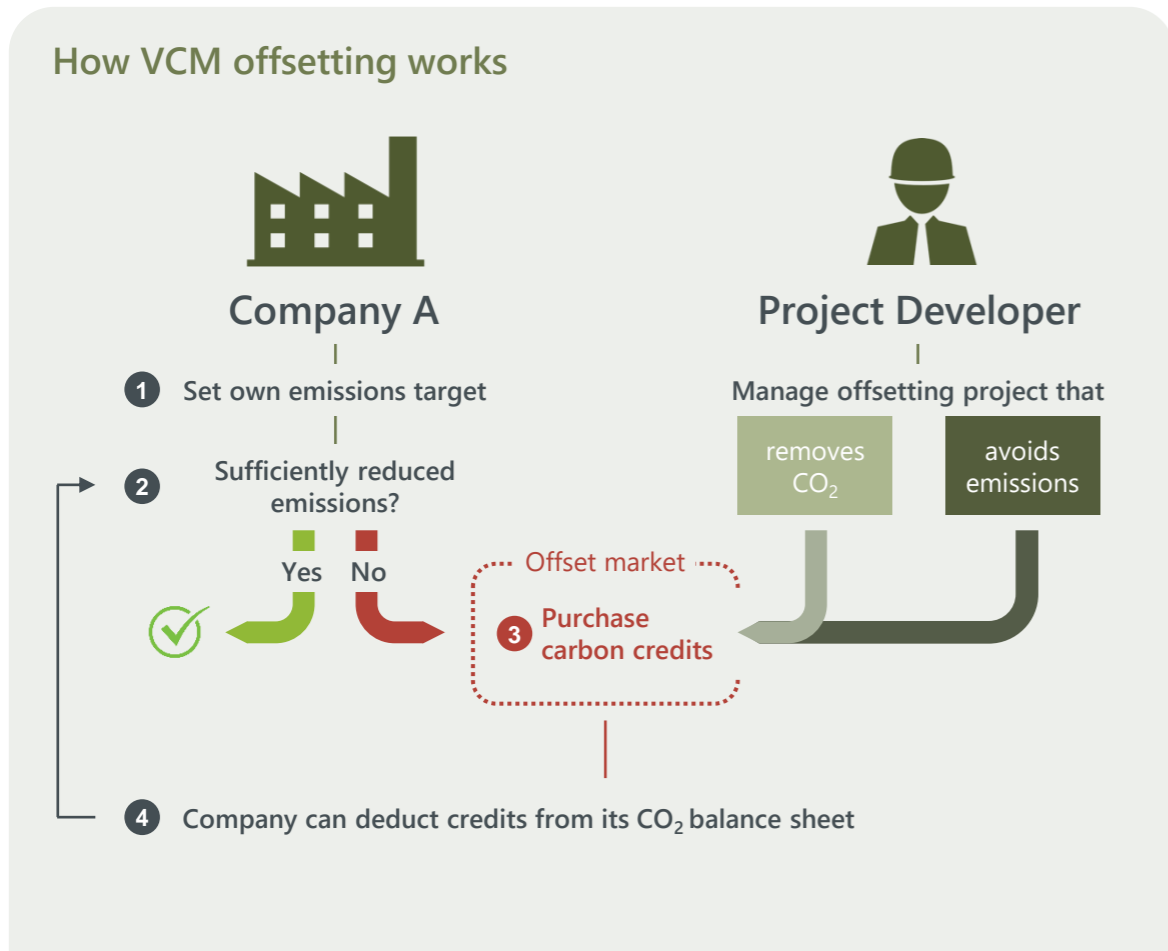 How VCM offsetting works
Company A
1 Set own emissions target
2 Sufficiently reduced
emissions?
Yes No
Project Developer
Manage offsetting project that
removes
CO₂
avoids
emissions
Offset market
3 Purchase
carbon credits
4 Company can deduct credits from its CO₂ balance sheet